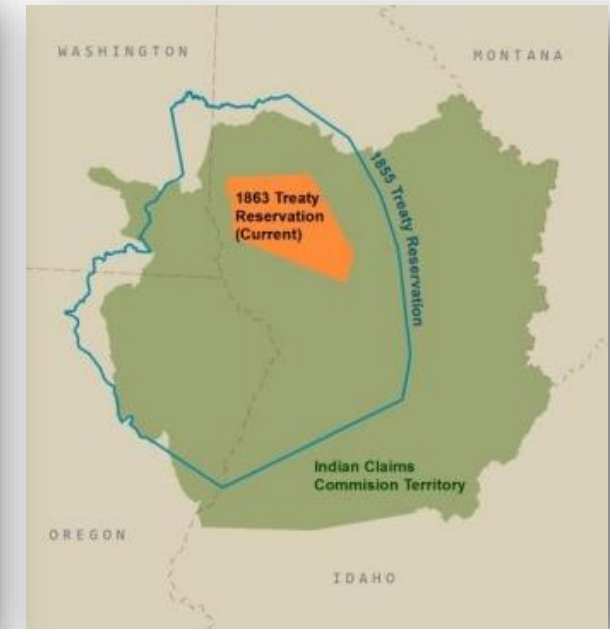 WASHINGTON
MONTANA
1855 Treaty Reservation
1863 Treaty
Reservation
(Current)
Indian Claims
Commision Territory
OREGON
IDAHO